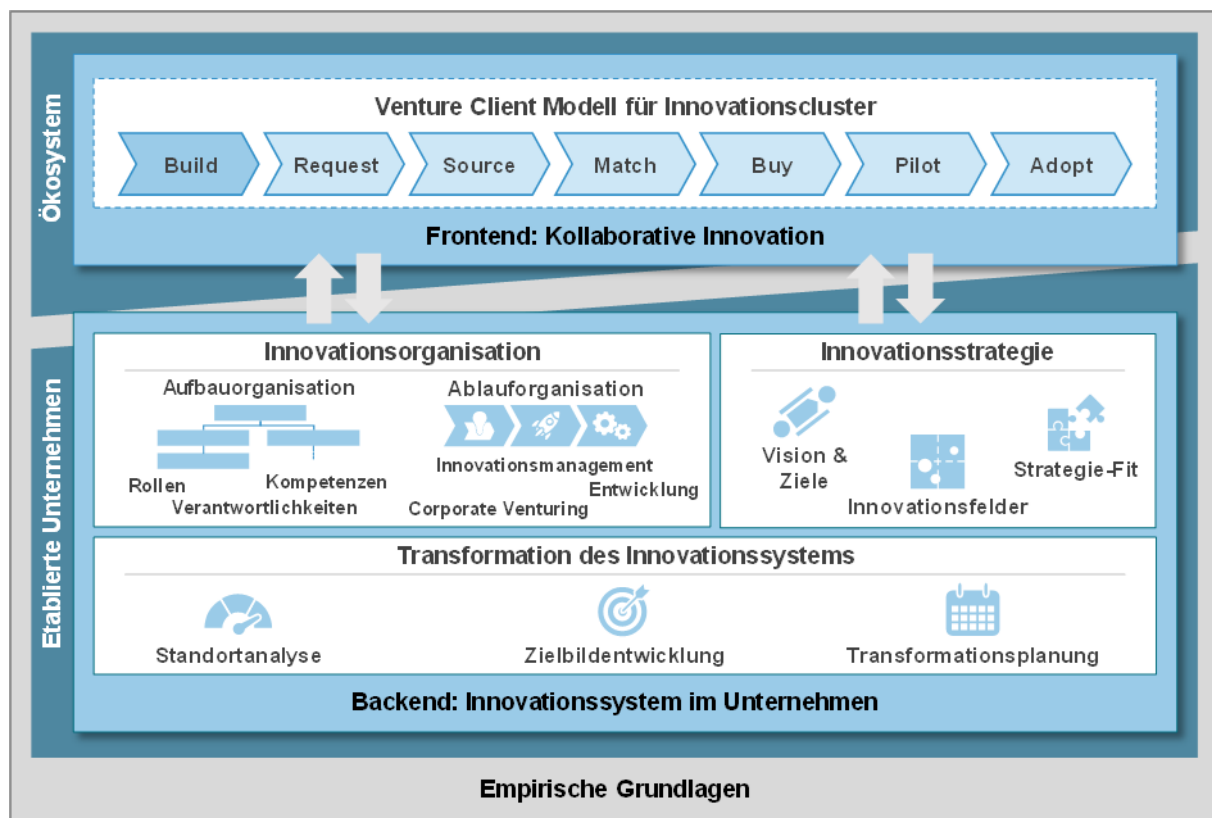 Ökosystem
Venture Client Modell für Innovationscluster
Build
Request
Source
Match
Buy
Pilot
Adopt
Frontend: Kollaborative Innovation
Etablierte Unternehmen
Innovationsorganisation
Aufbauorganisation
Rollen
Kompetenzen
Verantwortlichkeiten
Ablauforganisation
Innovationsmanagement
Entwicklung
Corporate Venturing
Innovationsstrategie
Vision &
Ziele
Innovationsfelder
Strategie-Fit
Transformation des Innovationssystems
Standortanalyse
Zielbildentwicklung
Transformationsplanung
Backend: Innovationssystem im Unternehmen
Empirische Grundlagen